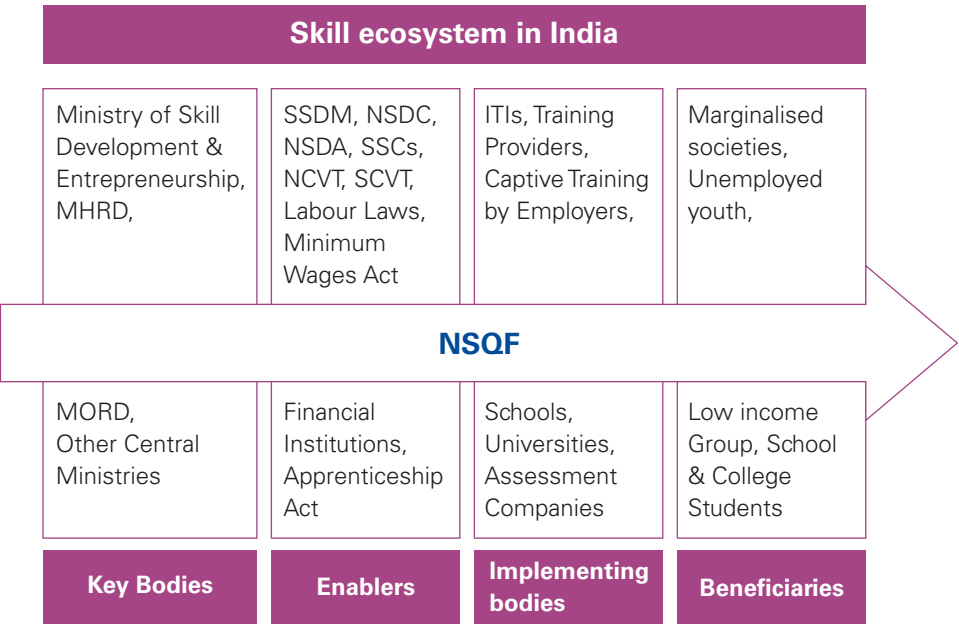 Skill ecosystem in India
Ministry of Skill
Development &
Entrepreneurship,
MHRD,
SSDM, NSDC,
NSDA, SSCs,
NCVT, SCVT,
Labour Laws,
Minimum
Wages Act
ITIs, Training
Providers,
Captive Training
by Employers,
Marginalised
societies,
Unemployed
youth,
NSQF
MORD,
Other Central
Ministries
Financial
Institutions,
Apprenticeship
Act
Schools,
Universities,
Assessment
Companies
Low income
Group, School
& College
Students
Key Bodies
Enablers
Implementing
bodies
Beneficiaries